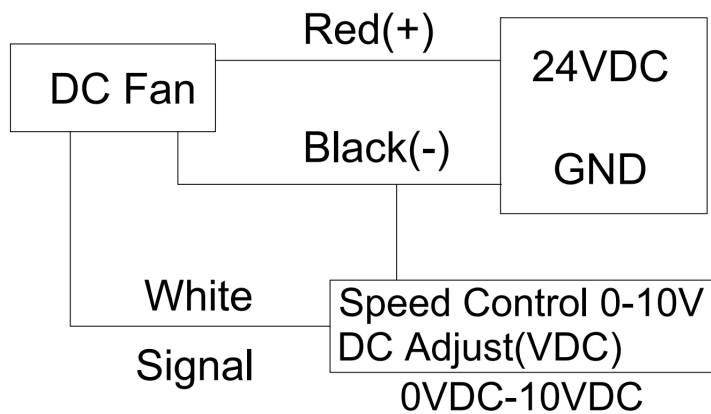 Red(+)
24VDC
DC Fan
Black(-)
GND
White
Speed Control 0-10V
DC Adjust(VDC)
Signal
0VDC-10VDC